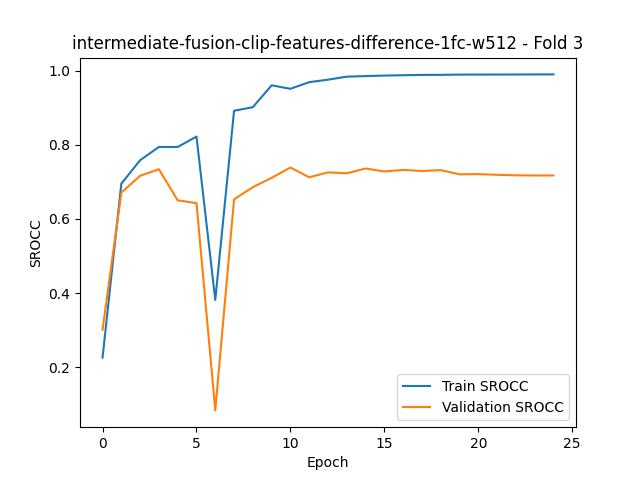 intermediate-fusion-clip-features-difference-1fc-w512 - Fold 3
1.0
0.8
0.6
0.4
0.2
SROCC
Train SROCC
Validation SROCC
0 5 10 15 20 25
Epoch